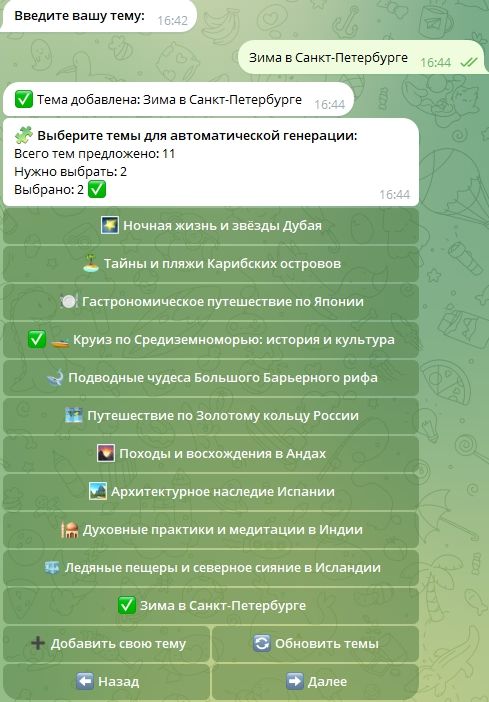 Введите вашу тему:
16:42
Зима в Санкт-Петербурге
16:44
Тема добавлена: Зима в Санкт-Петербурге
16:44
Выберите темы для автоматической генерации:
Всего тем предложено: 11
Нужно выбрать: 2
Выбрано: 2
16:44
Ночная жизнь и звёзды Дубая
Тайны и пляжи Карибских островов
Гастрономическое путешествие по Японии
Круиз по Средиземноморью: история и культура
Подводные чудеса Большого Барьерного рифа
Путешествие по Золотому кольцу России
Походы и восхождения в Андах
Архитектурное наследие Испании
Духовные практики и медитации в Индии
Ледяные пещеры и северное сияние в Исландии
Зима в Санкт-Петербурге
Добавить свою тему
Обновить темы
Назад
Далее